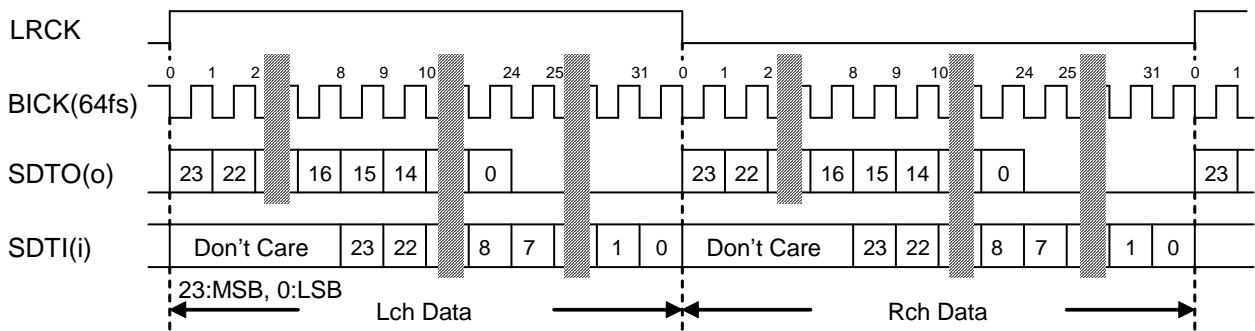 LRCK
0 1 2 8 9 10 24 25 31 0 1 2 8 9 10 24 25 31 0 1
BICK(64fs)
SDTO(o) 23 22 16 15 14 0 23 22 16 15 14 0 23
SDTI(i) Don't Care 23 22 8 7 1 0 Don't Care 23 22 8 7 1 0
23:MSB, 0:LSB
Lch Data Rch Data